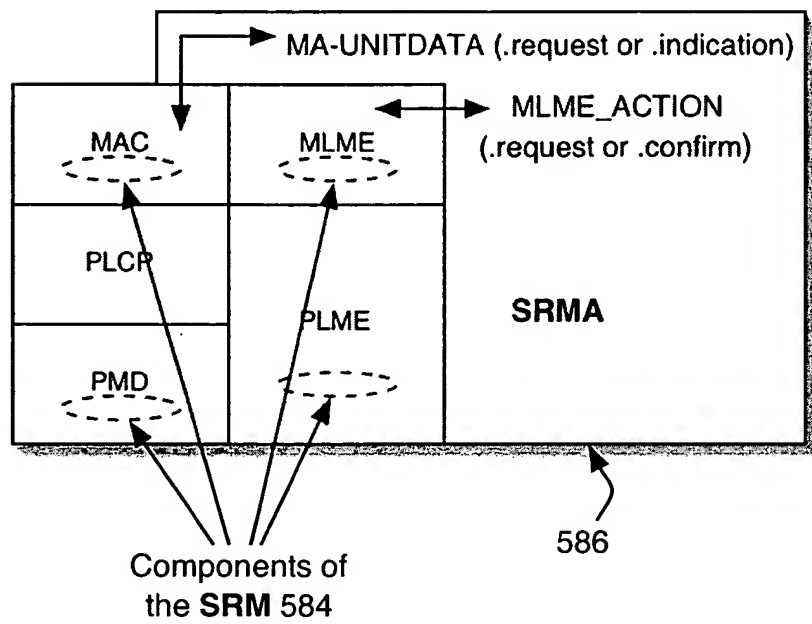 MA-UNITDATA (.request or .indication)
MAC
MLME
MLME_ACTION
(.request or .confirm)
PLCP
PLME
SRMA
PMD
586
Components of
the SRM 584